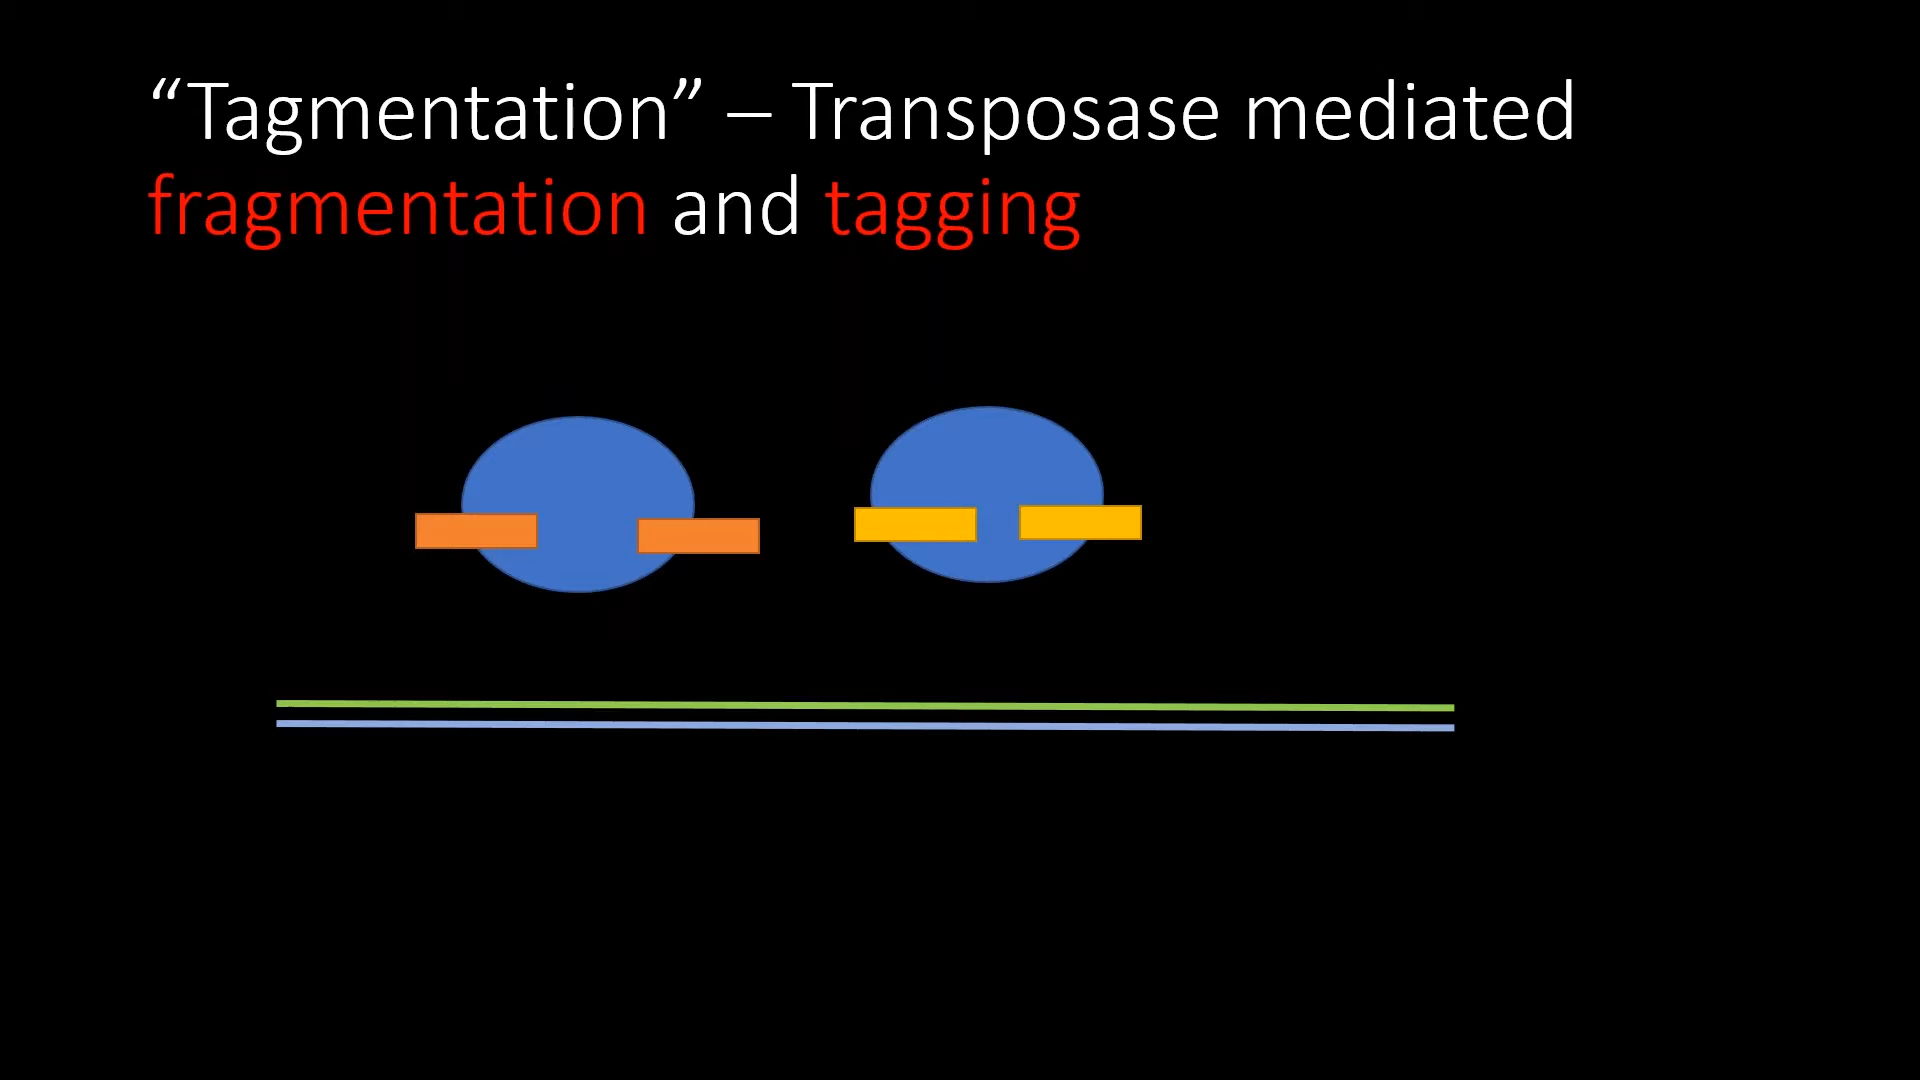 “Tagmentation” – Transposase mediated
fragmentation and tagging